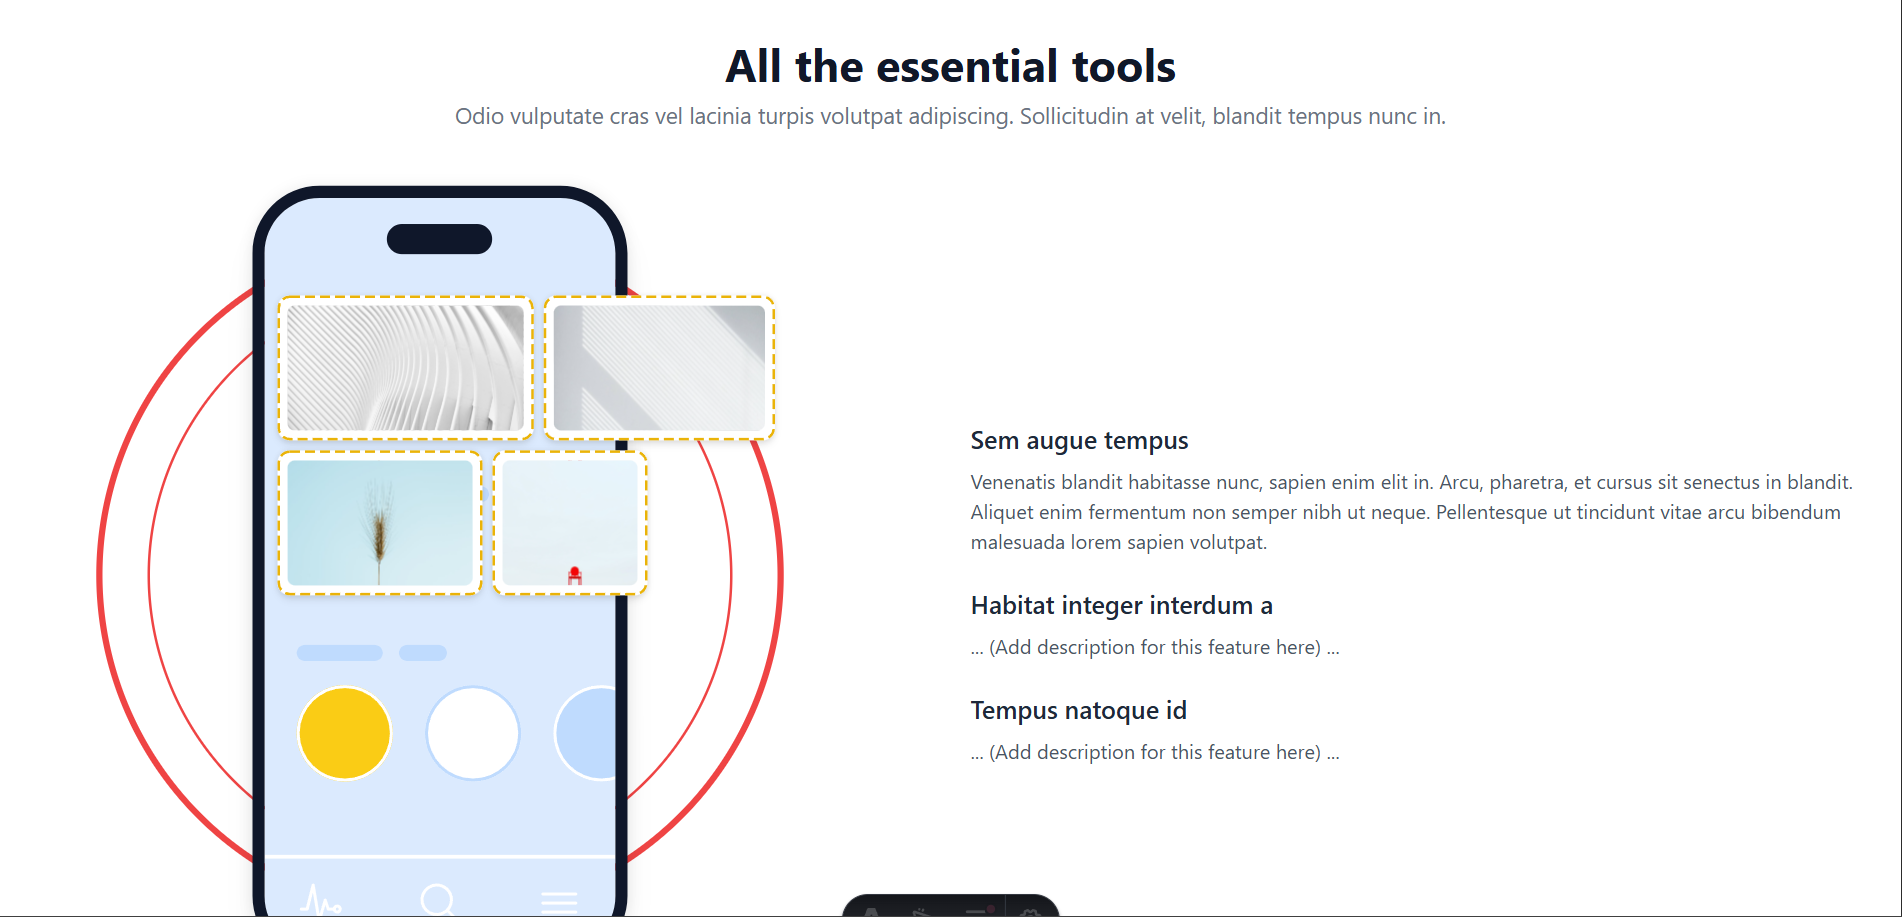 All the essential tools
Odio vulputate cras vel lacinia turpis volutpat adipiscing. Sollicitudin at velit, blandit tempus nunc in.
Sem augue tempus
Venenatis blandit habitasse nunc, sapien enim elit in. Arcu, pharetra, et cursus sit senectus in blandit.
Aliquet enim fermentum non semper nibh ut neque. Pellentesque ut tincidunt vitae arcu bibendum
malesuada lorem sapien volutpat.
Habitat integer interdum a
... (Add description for this feature here) ...
Tempus natoque id
... (Add description for this feature here) ...